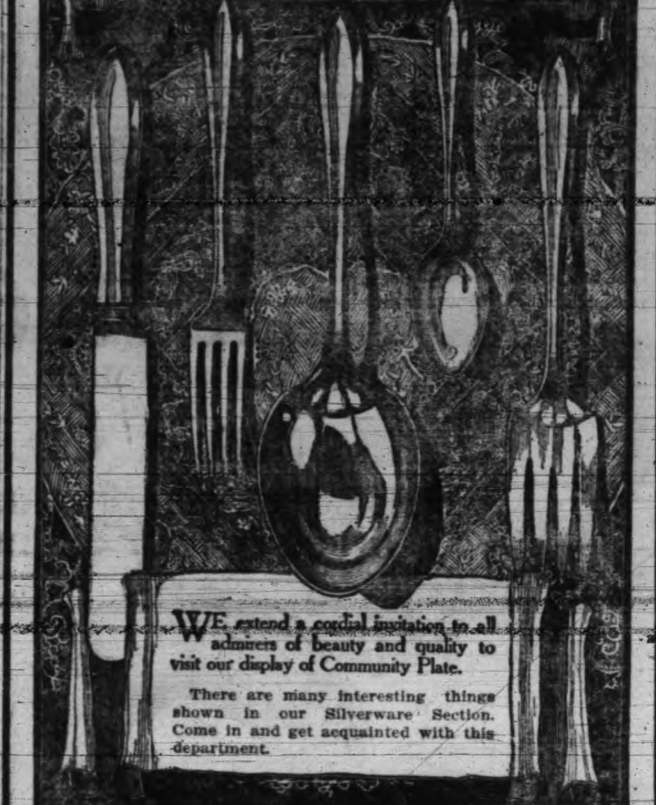 WE extend a cordial invitation to all
admirers of beauty and quality to
visit our display of Community Plate.
There are many interesting things
shown in our Silverware Section.
Come in and get acquainted with this
department.